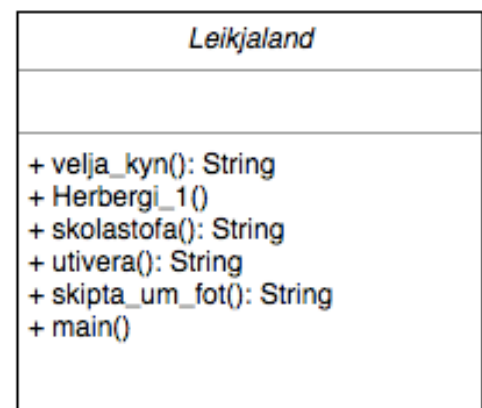 Leikjaland
+ velja_kyn(): String
+ Herbergi_1()
+ skolastofa(): String
+ utivera(): String
+ skipta_um_fot(): String
+ main()